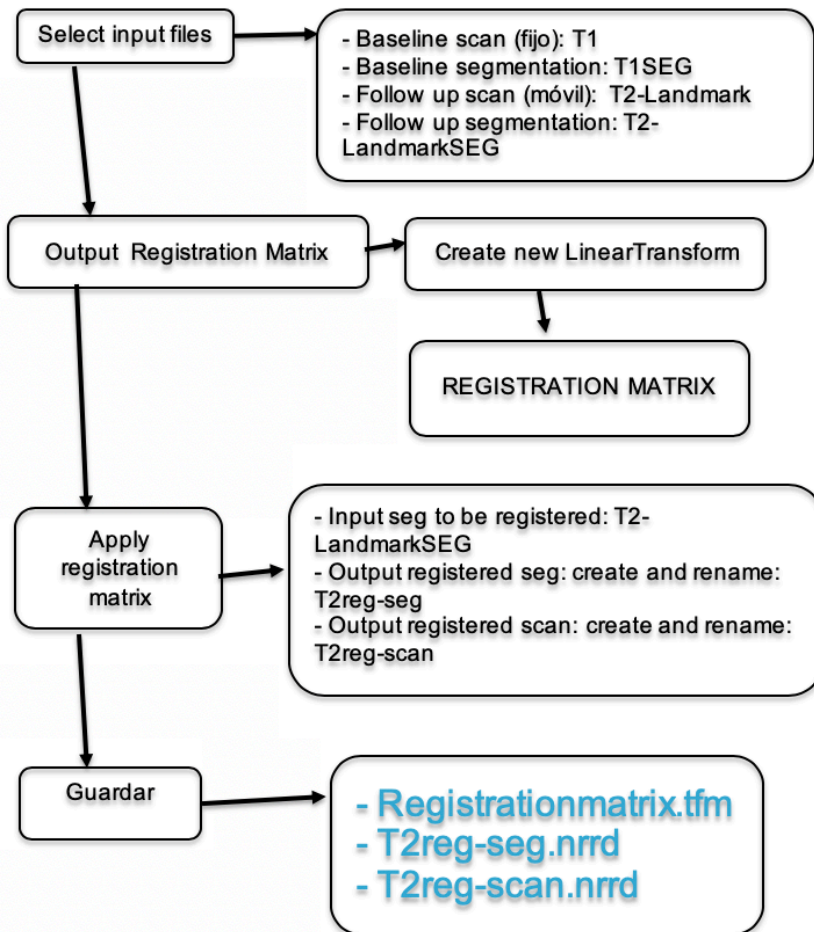 Select input files
- Baseline scan (fijo): T1
- Baseline segmentation: T1SEG
- Follow up scan (móvil):  T2-Landmark
- Follow up segmentation: T2-
LandmarkSEG
Output  Registration Matrix
Create new LinearTransform
REGISTRATION MATRIX
Apply
registration
matrix
- Input seg to be registered: T2-
LandmarkSEG
- Output registered seg: create and rename:
T2reg-seg
- Output registered scan: create and rename:
T2reg-scan
Guardar
- Registrationmatrix.tfm
- T2reg-seg.nrrd
- T2reg-scan.nrrd